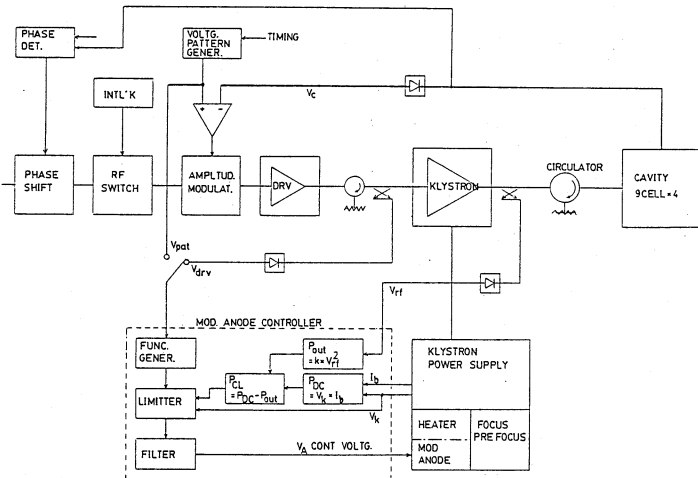 PHASE
DET.
VOLTG.
PATTERN
GENER.
TIMING
INTL'K
Vc
+ -
PHASE
SHIFT
RF
SWITCH
AMPLTUD.
MODULAT.
DRV
KLYSTRON
CIRCULATOR
CAVITY
9CELL×4
Vpat
Vdrv
Vrf
MOD. ANODE CONTROLLER
FUNC.
GENER.
Pout
= k × Vrf²
KLYSTRON
POWER SUPPLY
LIMITTER
PCL
= PDC - Pout
PDC
= Vk × Ib
Ib
Vk
HEATER
FOCUS
PREFOCUS
MOD
ANODE
FILTER
VA CONT VOLTG.